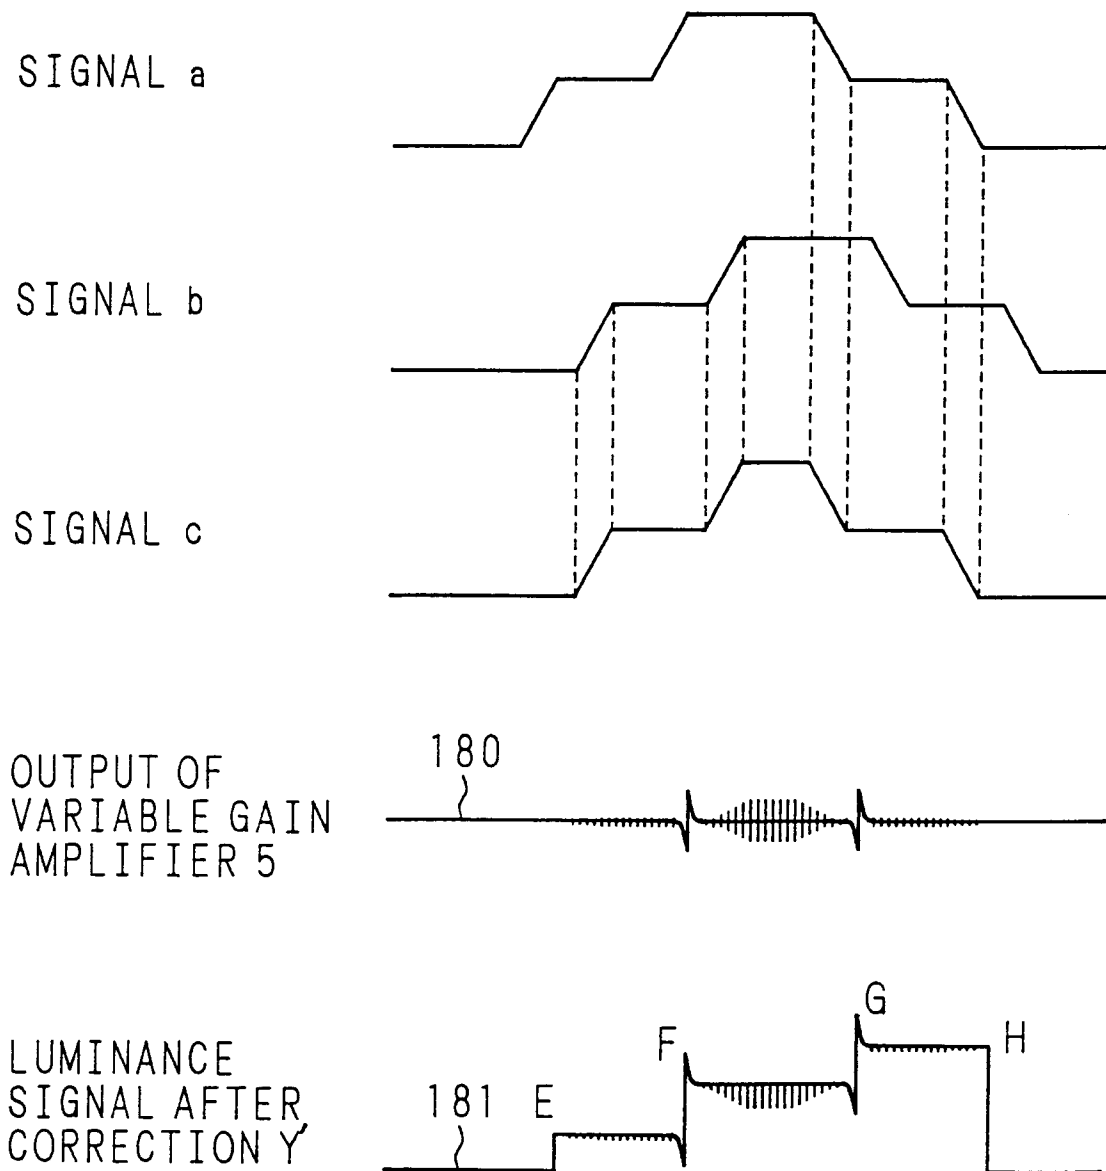 SIGNAL a
SIGNAL b
SIGNAL c
180
OUTPUT OF
VARIABLE GAIN
AMPLIFIER 5
G
F
H
LUMINANCE
SIGNAL AFTER
CORRECTION Y'
181 E